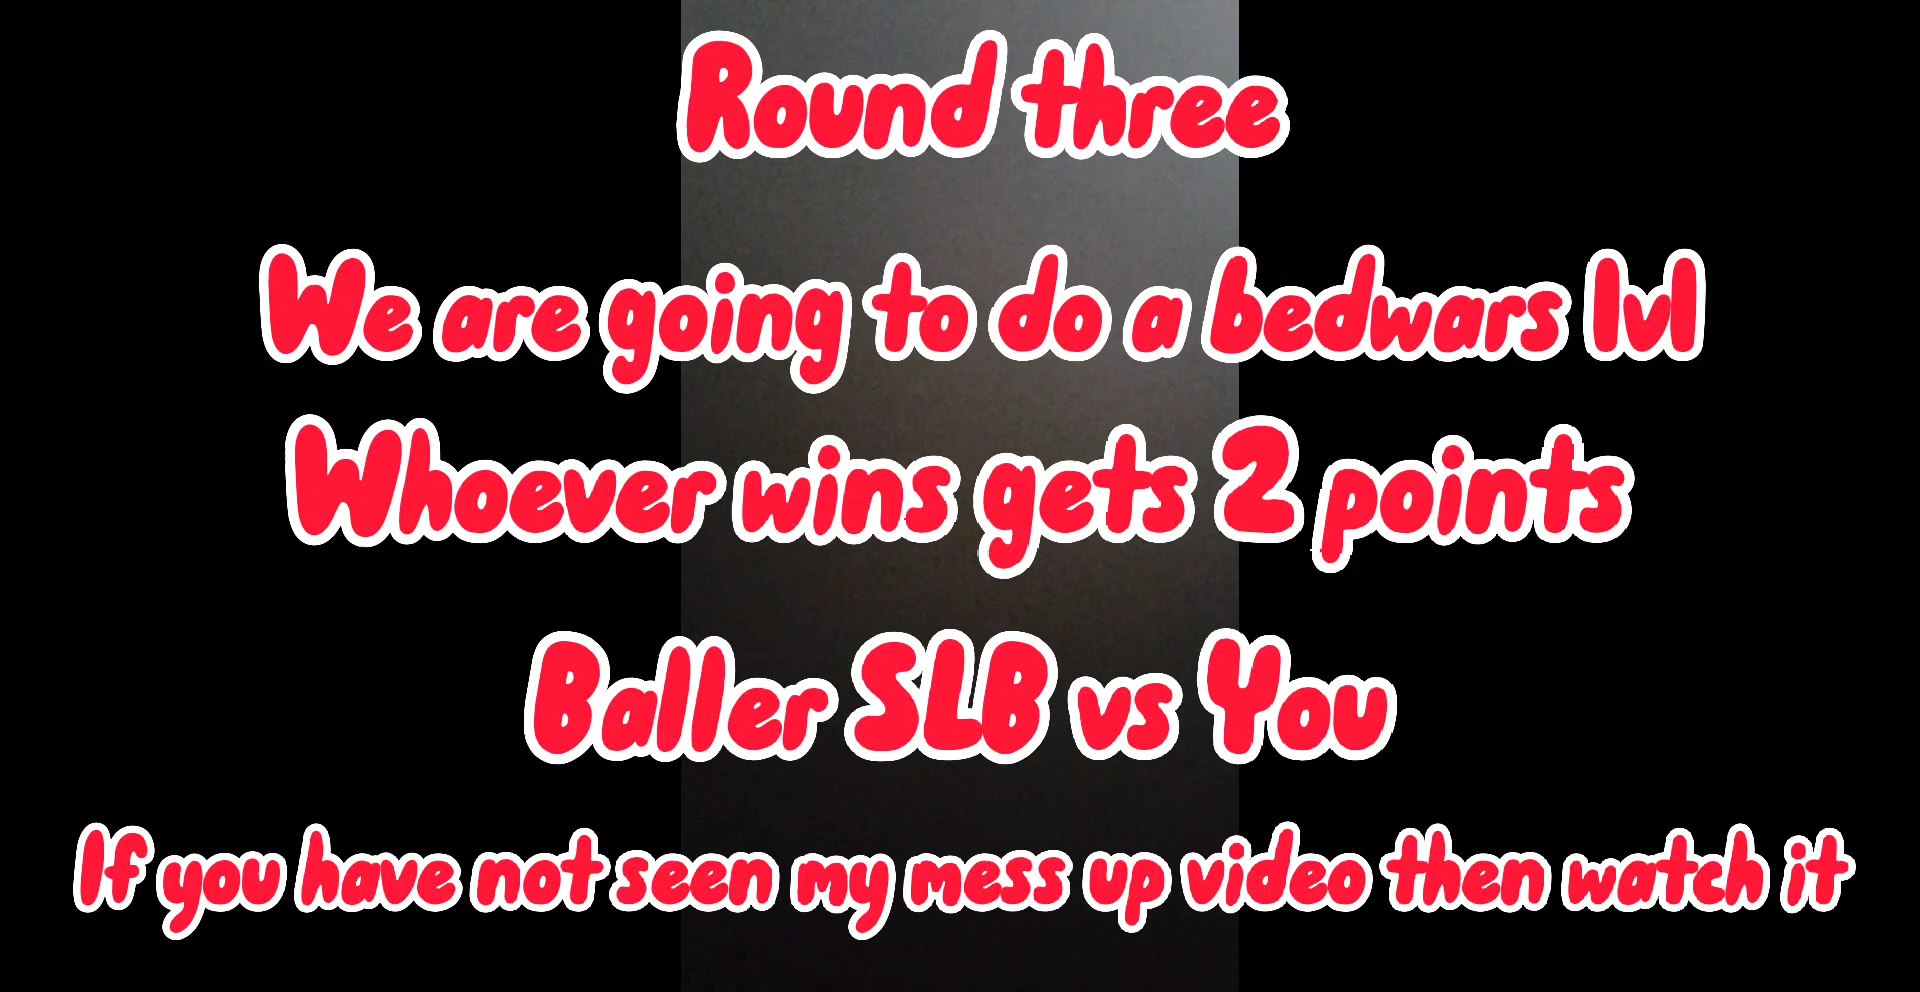 Round three
We are going to do a bedwars lvl
Whoever wins gets 2 points
Baller SLB vs You
If you have not seen my mess up video then watch it